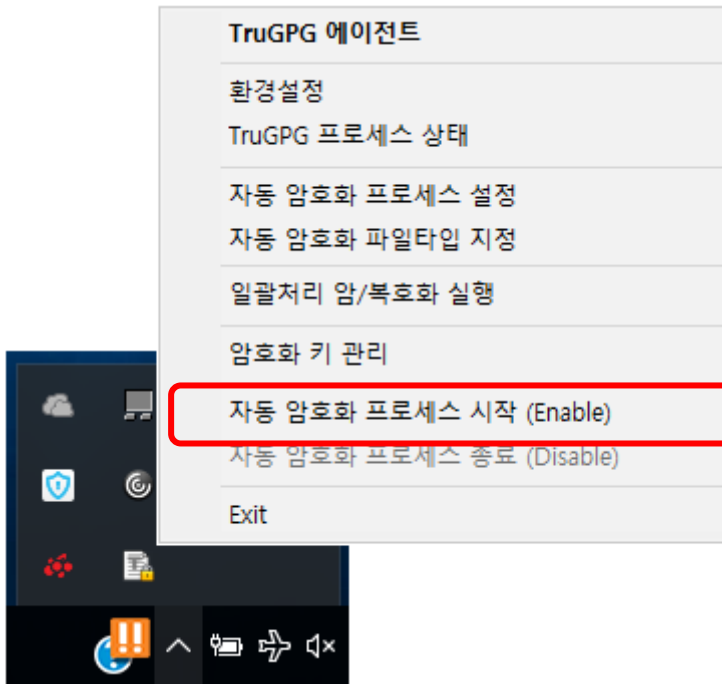 TruGPG 에이전트
환경설정
TruGPG 프로세스 상태
자동 암호화 프로세스 설정
자동 암호화 파일타입 지정
일괄처리 암/복호화 실행
암호화 키 관리
자동 암호화 프로세스 시작 (Enable)
자동 암호화 프로세스 종료 (Disable)
Exit